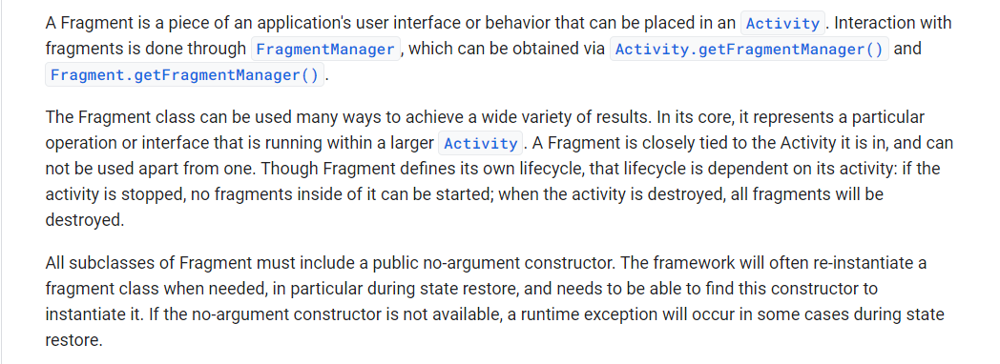 A Fragment is a piece of an application's user interface or behavior that can be placed in an Activity. Interaction with
fragments is done through FragmentManager, which can be obtained via Activity.getFragmentManager() and
Fragment.getFragmentManager().
The Fragment class can be used many ways to achieve a wide variety of results. In its core, it represents a particular
operation or interface that is running within a larger Activity. A Fragment is closely tied to the Activity it is in, and can
not be used apart from one. Though Fragment defines its own lifecycle, that lifecycle is dependent on its activity: if the
activity is stopped, no fragments inside of it can be started; when the activity is destroyed, all fragments will be
destroyed.
All subclasses of Fragment must include a public no-argument constructor. The framework will often re-instantiate a
fragment class when needed, in particular during state restore, and needs to be able to find this constructor to
instantiate it. If the no-argument constructor is not available, a runtime exception will occur in some cases during state
restore.